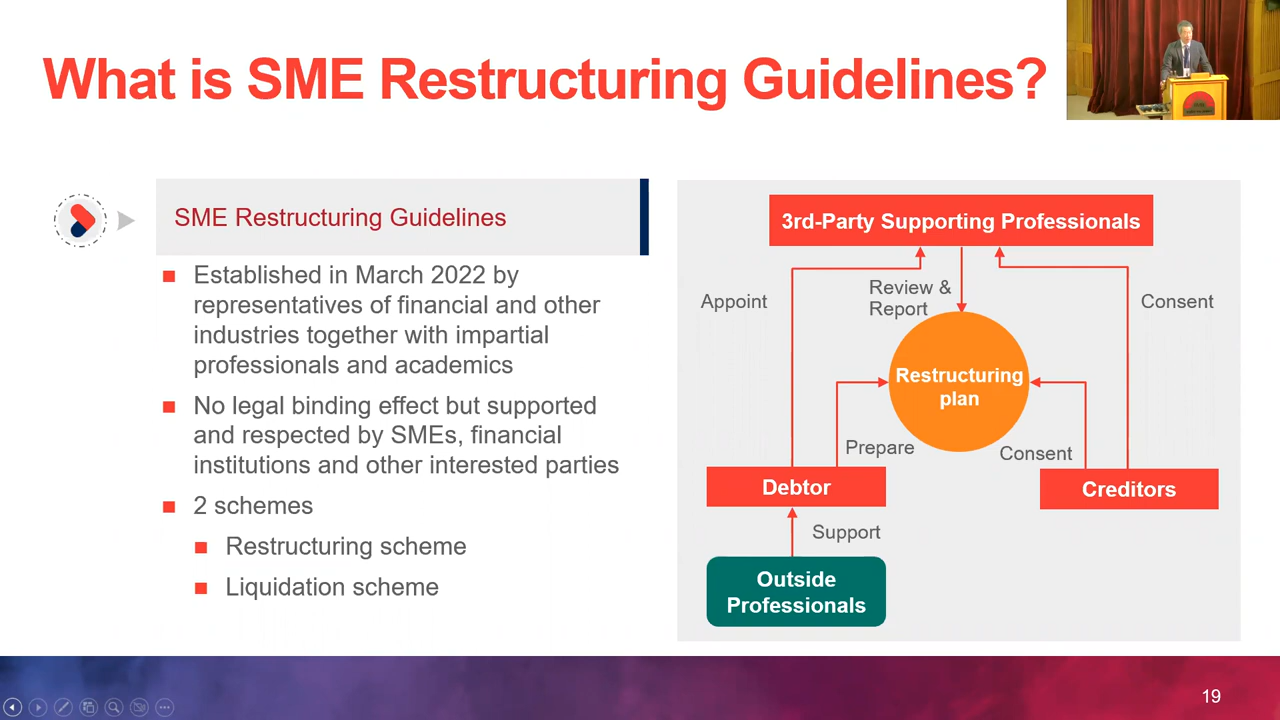 What is SME Restructuring Guidelines?
SME Restructuring Guidelines
Established in March 2022 by
representatives of financial and other
industries together with impartial
professionals and academics
No legal binding effect but supported
and respected by SMEs, financial
institutions and other interested parties
2 schemes
Restructuring scheme
Liquidation scheme
3rd-Party Supporting Professionals
Appoint
Review &
Report
Consent
Restructuring
plan
Prepare
Consent
Debtor
Creditors
Support
Outside
Professionals
19